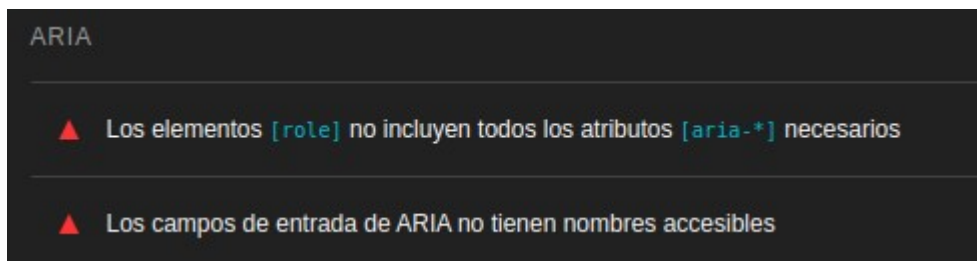 ARIA
Los elementos [role] no incluyen todos los atributos [aria-*] necesarios
Los campos de entrada de ARIA no tienen nombres accesibles